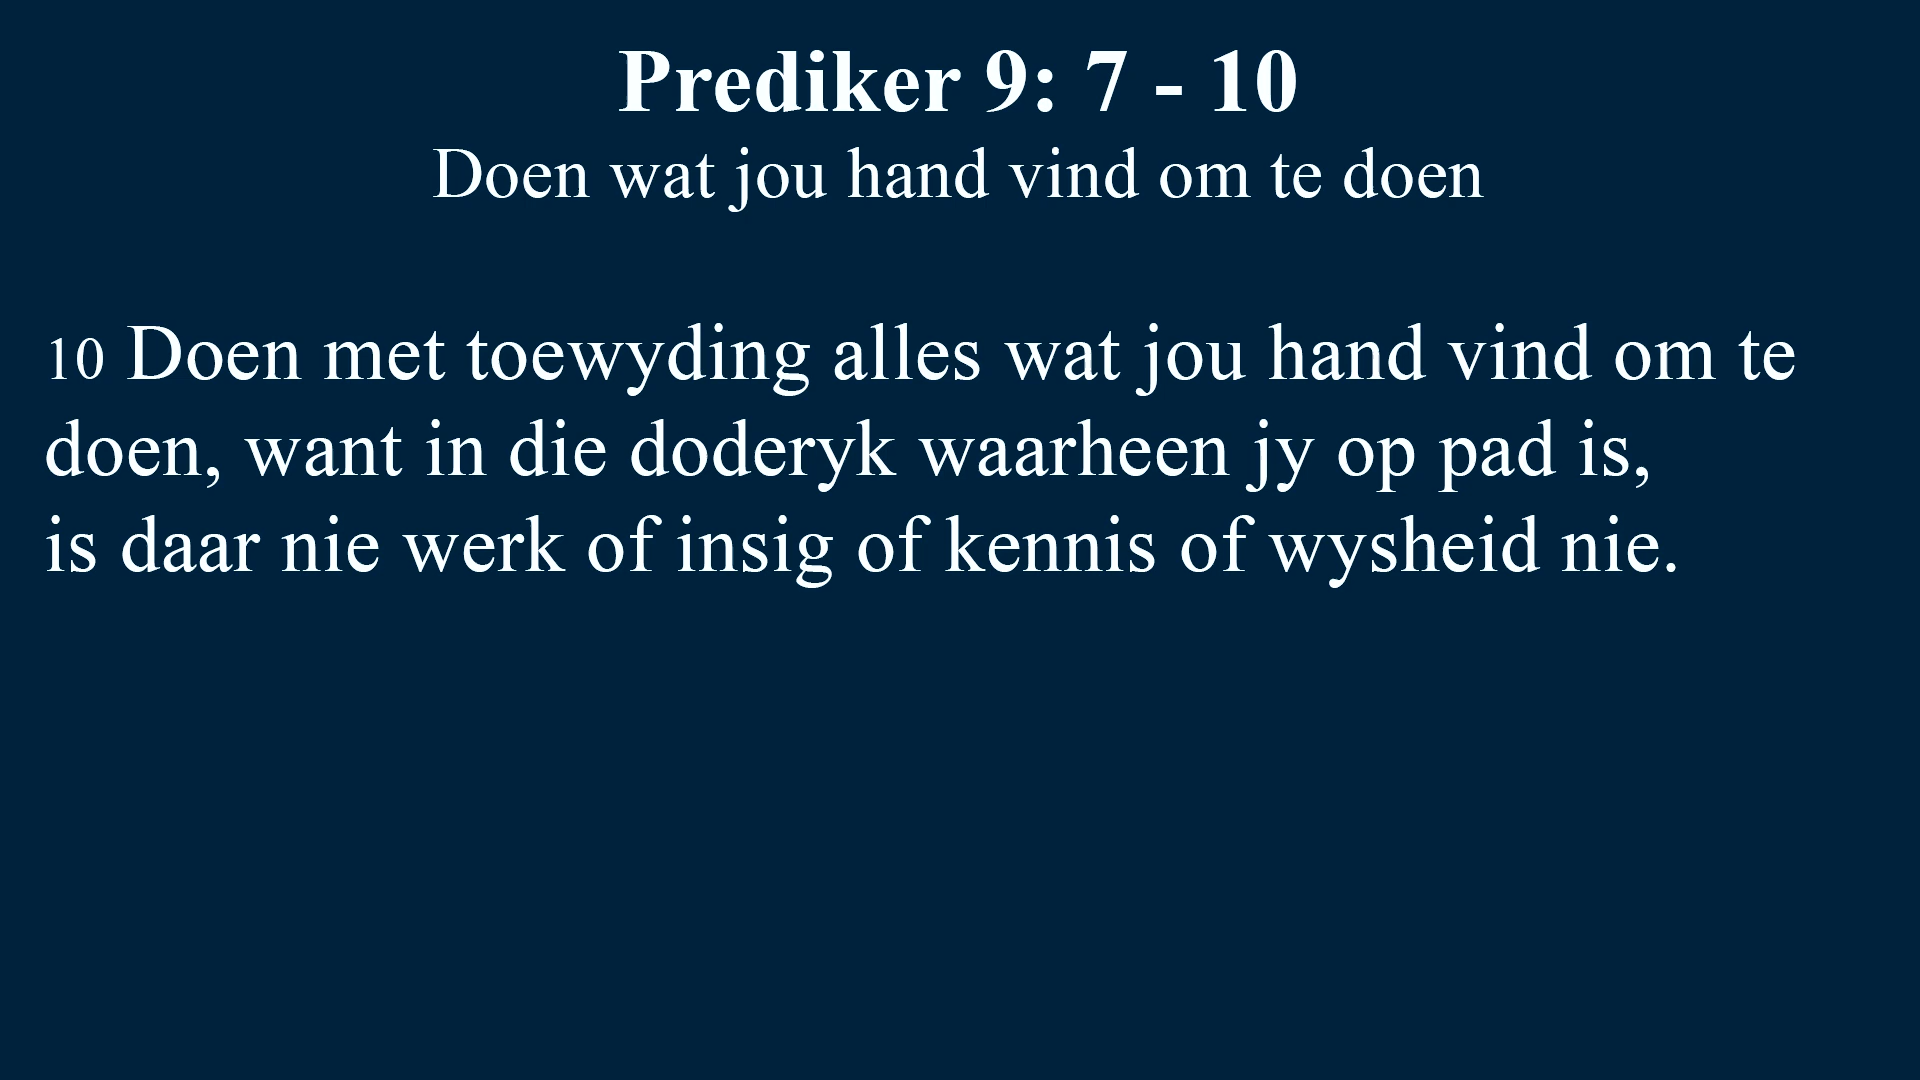 Prediker 9: 7 - 10
Doen wat jou hand vind om te doen
10 Doen met toewyding alles wat jou hand vind om te
doen, want in die doderyk waarheen jy op pad is,
is daar nie werk of insig of kennis of wysheid nie.